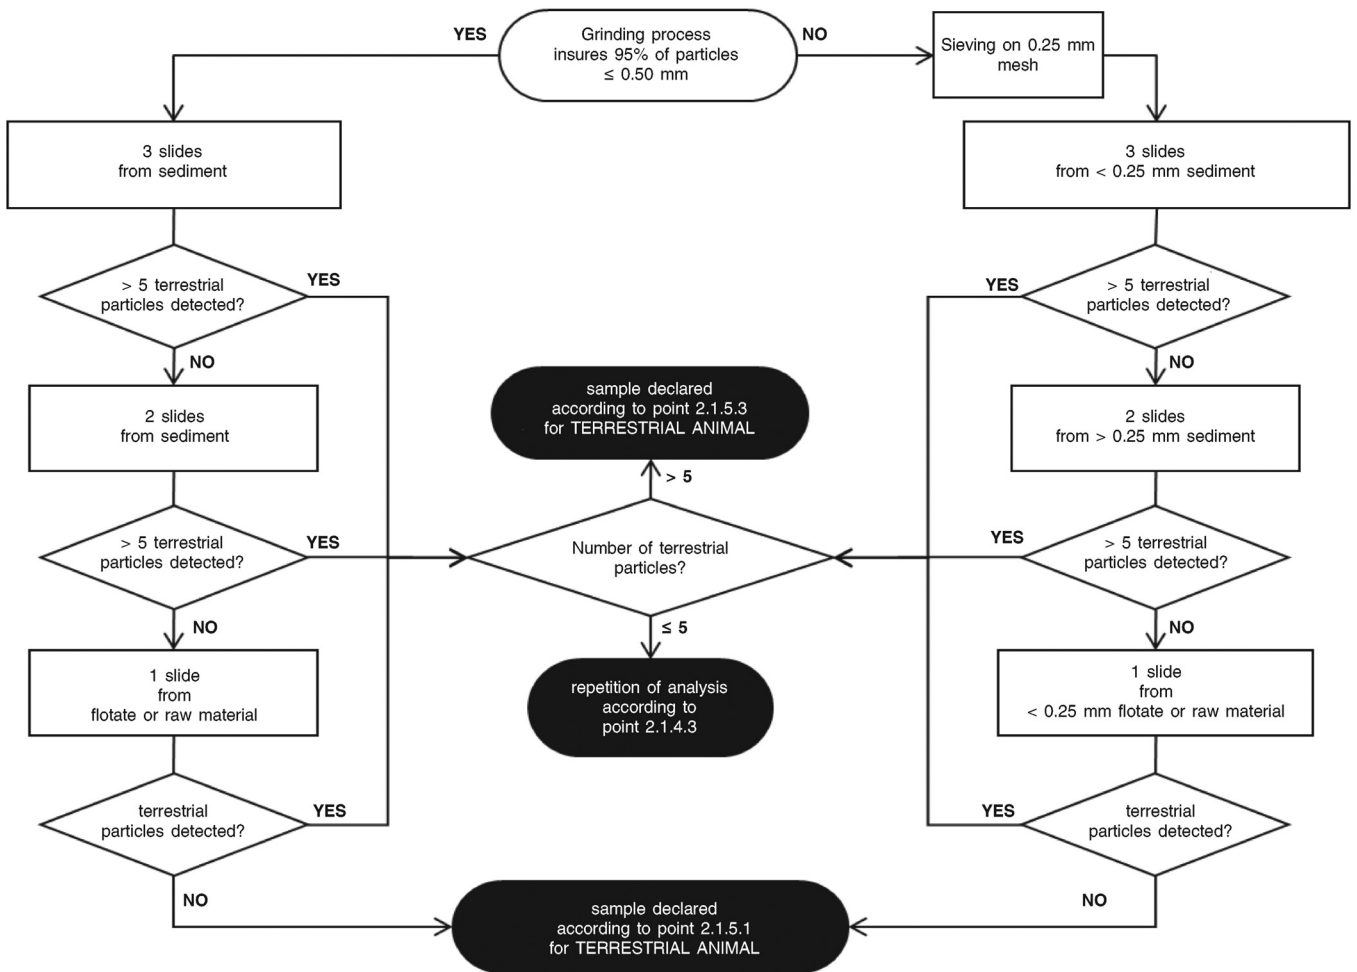 YES
Grinding process
insures 95% of particles
≤ 0.50 mm
NO
Sieving on 0.25 mm
mesh
3 slides
from sediment
3 slides
from < 0.25 mm sediment
> 5 terrestrial
particles detected?
YES
YES
> 5 terrestrial
particles detected?
NO
NO
2 slides
from sediment
sample declared
according to point 2.1.5.3
for TERRESTRIAL ANIMAL
2 slides
from > 0.25 mm sediment
> 5
> 5 terrestrial
particles detected?
YES
Number of terrestrial
particles?
YES
> 5 terrestrial
particles detected?
NO
≤ 5
NO
1 slide
from
flotate or raw material
repetition of analysis
according to
point 2.1.4.3
1 slide
from
< 0.25 mm flotate or raw material
terrestrial
particles detected?
YES
YES
terrestrial
particles detected?
NO
sample declared
according to point 2.1.5.1
for TERRESTRIAL ANIMAL
NO